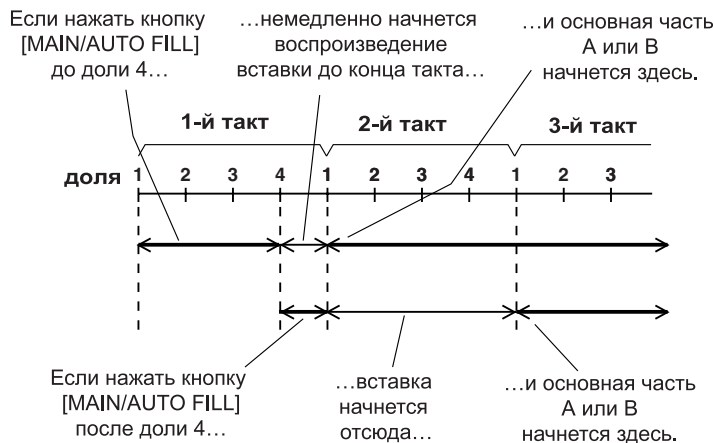 Если нажать кнопку
[MAIN/AUTO FILL]
до доли 4…
…немедленно начнется
воспроизведение
вставки до конца такта…
…и основная часть
А или В
начнется здесь.
1-й такт 2-й такт 3-й такт
доля 1 2 3 4 1 2 3 4 1 2 3
Если нажать кнопку
[MAIN/AUTO FILL]
после доли 4…
…вставка
начнется
отсюда…
…и основная часть
А или В
начнется здесь.